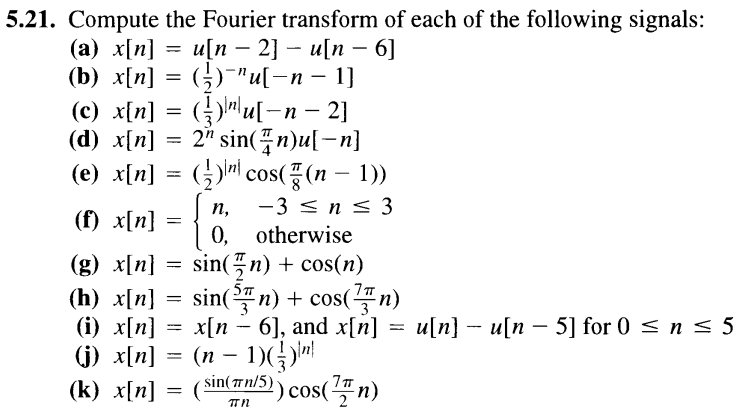 5.21. Compute the Fourier transform of each of the following signals:
(a) x[n] = u[n − 2] − u[n − 6]
(b) x[n] = (1/2)^{−n} u[−n − 1]
(c) x[n] = (1/3)^{|n|} u[−n − 2]
(d) x[n] = 2^n sin(π/4 n)u[−n]
(e) x[n] = (1/2)^{|n|} cos(π/8 (n − 1))
(f) x[n] = { n, −3 ≤ n ≤ 3
0, otherwise
(g) x[n] = sin(π/2 n) + cos(n)
(h) x[n] = sin(5π/3 n) + cos(7π/3 n)
(i) x[n] = x[n − 6], and x[n] = u[n] − u[n − 5] for 0 ≤ n ≤ 5
(j) x[n] = (n − 1)(1/3)^{|n|}
(k) x[n] = (sin(πn/5)/πn) cos(7π/2 n)